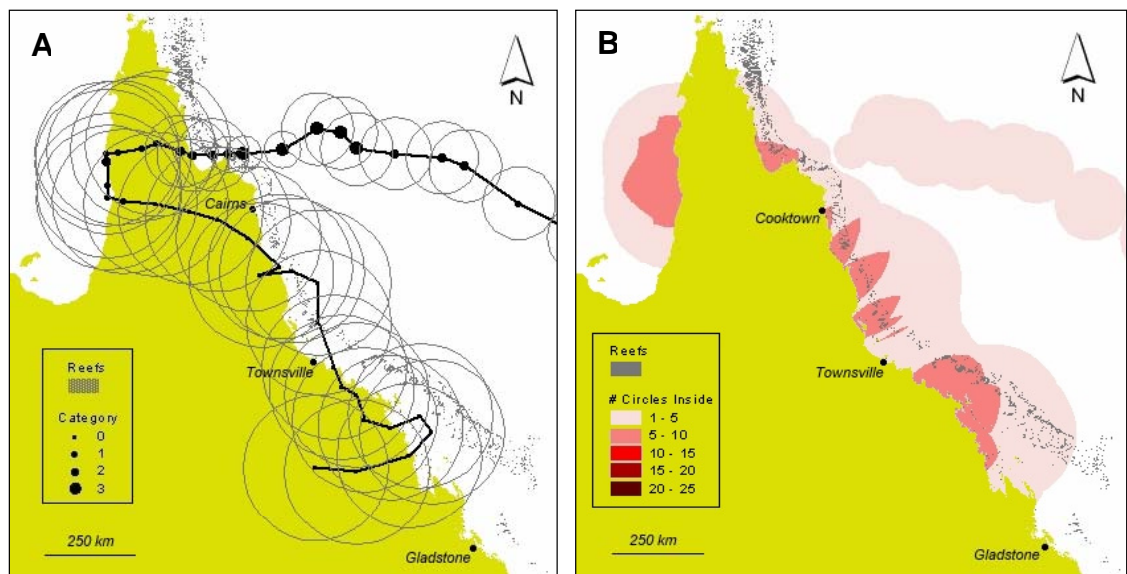 A
N
Cairns
Townsville
Reefs
Category
0
1
2
3
250 km
Gladstone
B
N
Cooktown
Townsville
Reefs
# Circles Inside
1 - 5
5 - 10
10 - 15
15 - 20
20 - 25
250 km
Gladstone